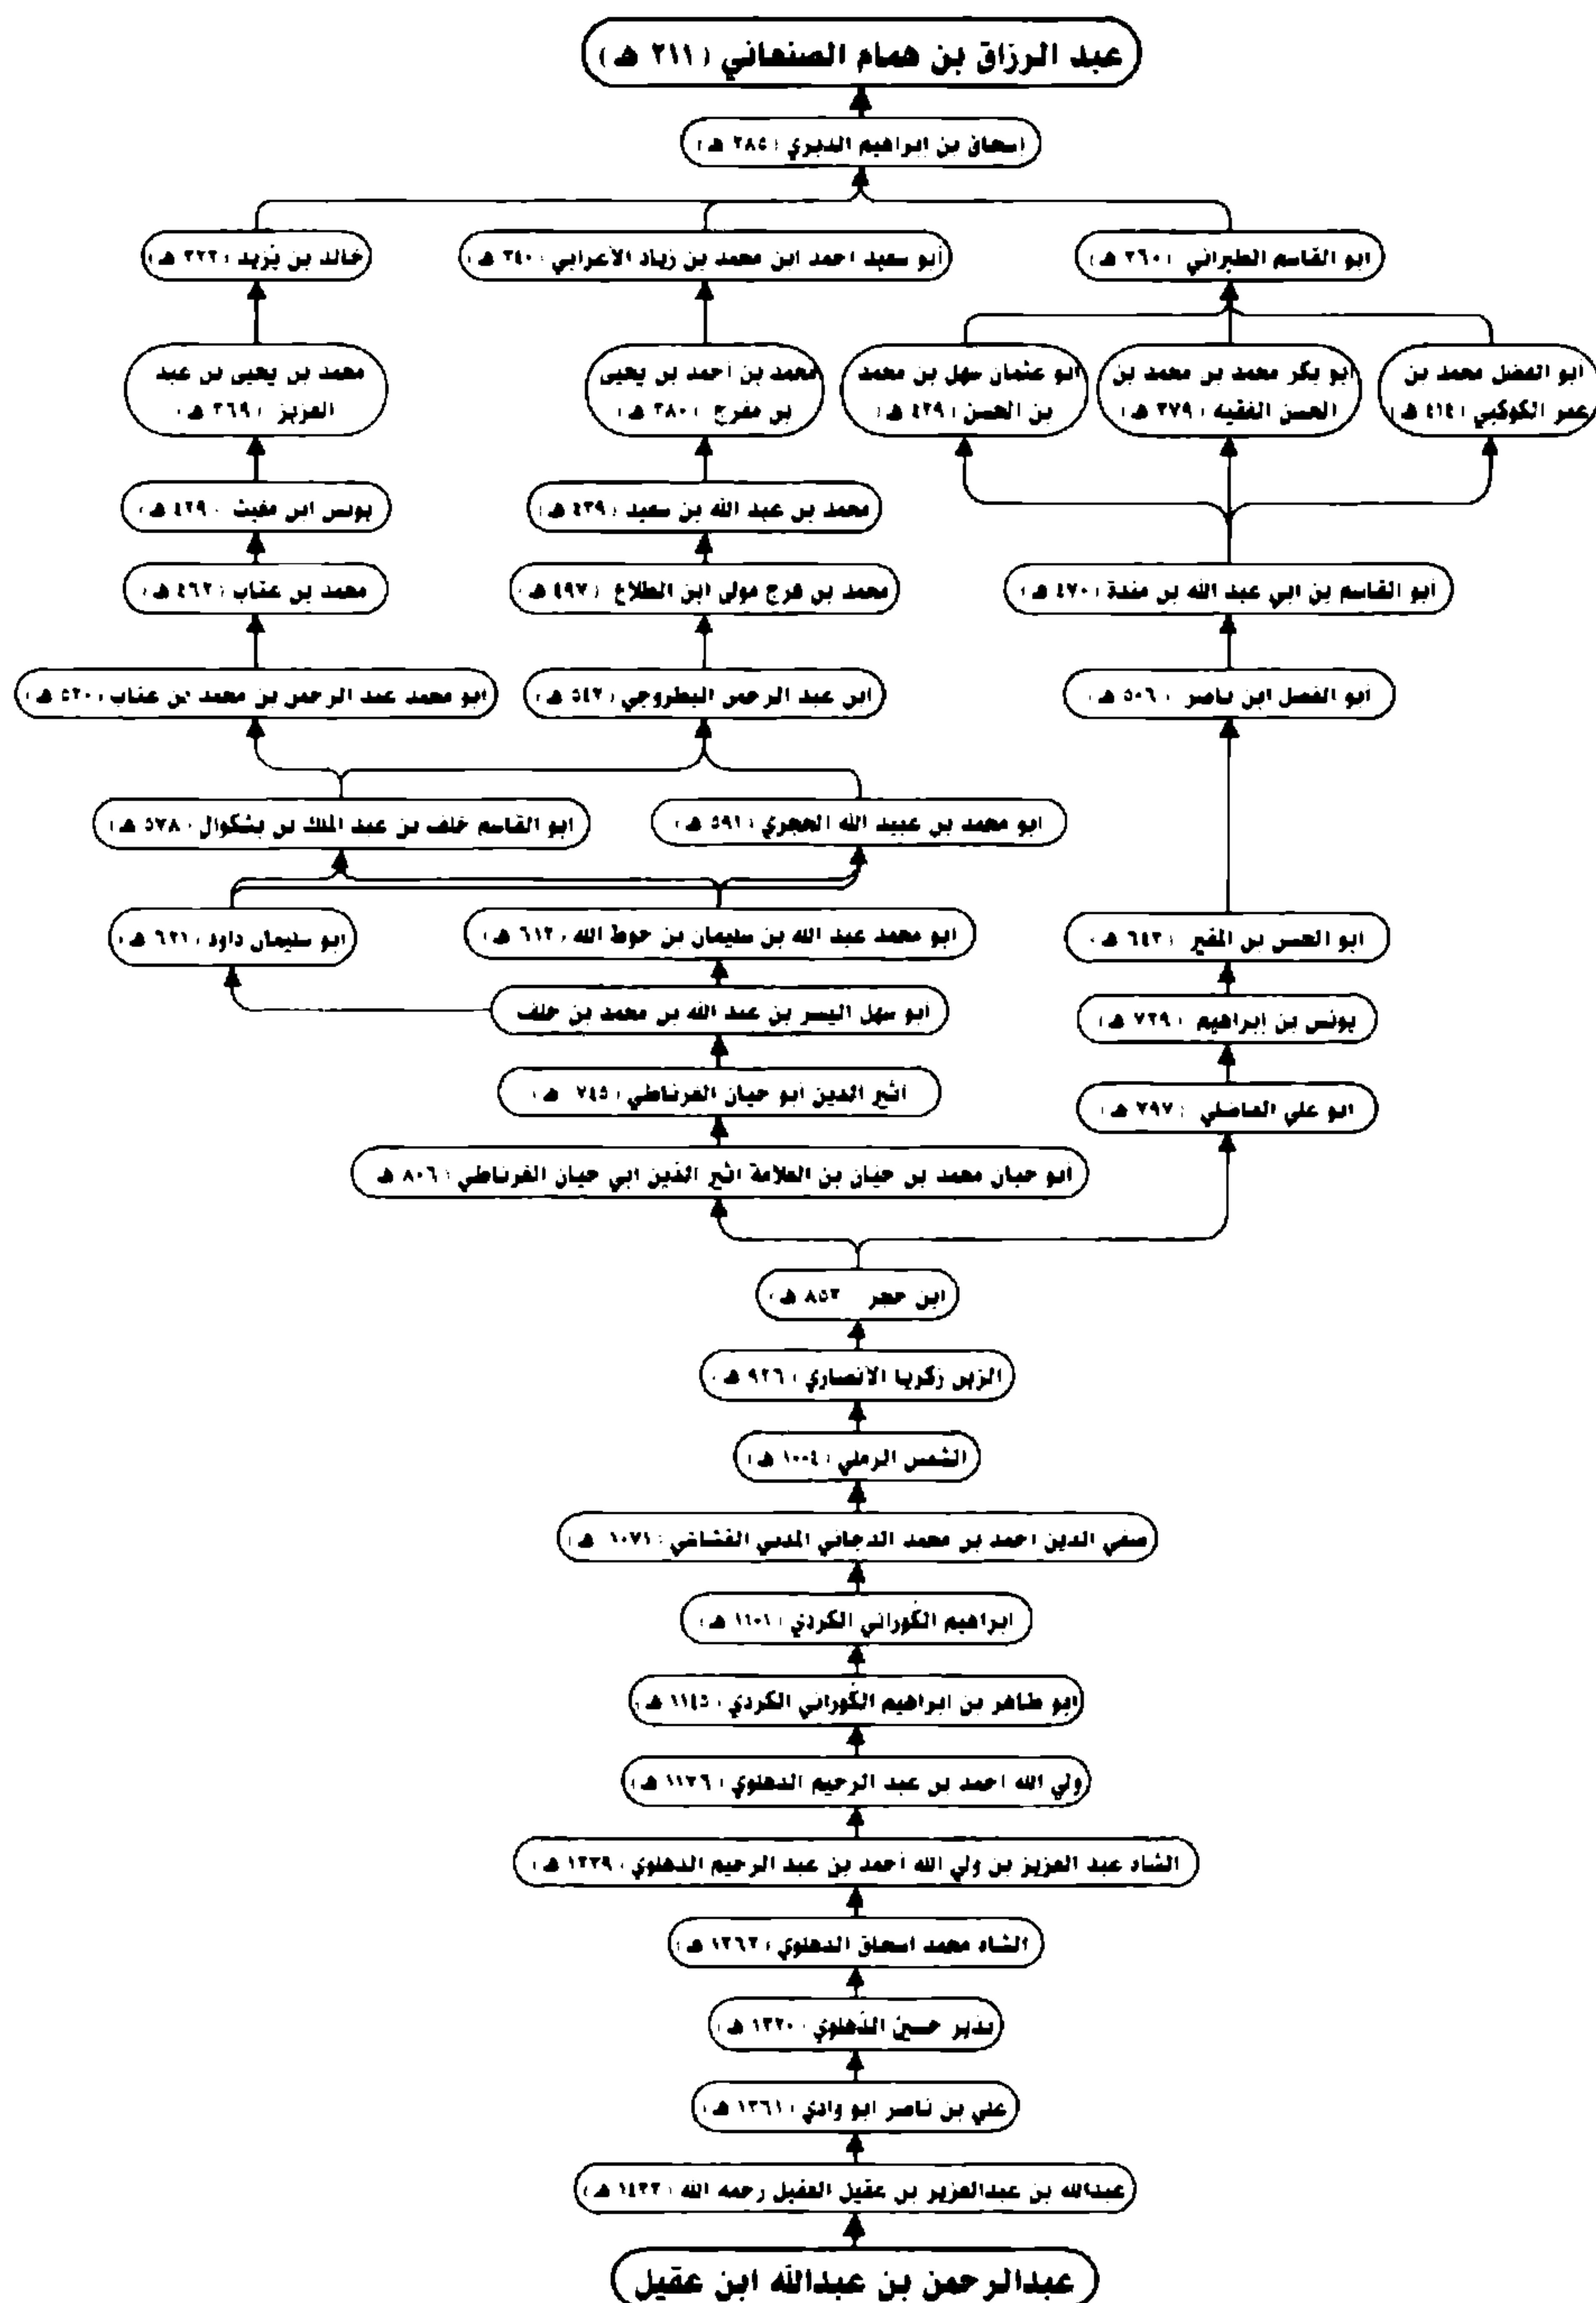 عبد الرزاق بن همام الصنعاني ( ٢١١ هـ )
إسحاق بن إبراهيم الدبري ( ٢٨٥ هـ )
أبو القاسم الطبراني ( ٣٦٠ هـ )
أبو سعيد احمد ابن محمد بن زياد الأعرابي ( ٣٤٠ هـ )
خالد بن يزيد ( ٣٢٢ هـ )
ابو الفضل محمد بن
عمر الكوكبي ( ٤١٤ هـ )
أبو بكر محمد بن محمد بن
الحسن الفقيه ( ٣٧٩ هـ )
ابو عثمان سهل بن محمد
بن الحسن ( ٤٣٩ هـ )
محمد بن أحمد بن يحيى
بن مفرج ( ٣٨٠ هـ )
محمد بن يحيى بن عبد
العزيز ( ٣٦٩ هـ )
محمد بن عبد الله بن سعيد ( ٤٣٩ هـ )
يونس ابن مغيث ( ٤٢٩ هـ )
أبو القاسم بن ابي عبد الله بن مندة ( ٤٧٠ هـ )
محمد بن فرج مولى ابن الطلاع ( ٤٩٧ هـ )
محمد بن عتاب ( ٤٦٢ هـ )
أبو الفضل ابن ناصر ( ٥٠٦ هـ )
ابن عبد الرحمن البطروجي ( ٥٤٢ هـ )
ابو محمد عبد الرحمن بن محمد بن عتاب ( ٥٢٠ هـ )
ابو محمد بن عبيد الله الحجري ( ٥٩١ هـ )
ابو القاسم خلف بن عبد الملك بن بشكوال ( ٥٧٨ هـ )
ابو الحسن بن المقير ( ٦٤٣ هـ )
ابو محمد عبد الله بن سليمان بن حوط الله ( ٦١٢ هـ )
ابو سليمان داود ( ٦٢١ هـ )
أبو سهل اليسر بن عبد الله بن محمد بن خلف
يونس بن إبراهيم ( ٧٢٩ هـ )
أثير الدين أبو حيان الغرناطي ( ٧٤٥ هـ )
ابو علي الفاضلي ( ٧٩٧ هـ )
أبو حيان محمد بن حيان بن العلامة اثير الدين ابي حيان الغرناطي ( ٨٠٦ هـ
ابن حجر ٨٥٢ هـ )
الزين زكريا الأنصاري ( ٩٢٦ هـ )
الشمس الرملي ( ١٠٠٤ هـ )
صفي الدين احمد بن محمد الدجاني المدني القشاشي ( ١٠٧١ هـ )
ابراهيم الكوراني الكردي ( ١١٠١ هـ )
ابو طاهر بن ابراهيم الكوراني الكردي ( ١١٤٥ هـ )
ولي الله احمد بن عبد الرحيم الدهلوي ( ١١٧٦ هـ )
الشاه عبد العزيز بن ولي الله أحمد بن عبد الرحيم الدهلوي ( ١٢٣٩ هـ )
الشاه محمد اسحاق الدهلوي ( ١٢٦٢ هـ )
نذير حسين الدهلوي ( ١٣٢٠ هـ )
علي بن ناصر ابو وادي ( ١٣٦١ هـ )
عبدالله بن عبدالعزيز بن عقيل العقيل رحمه الله ( ١٤٣٢ هـ )
عبدالرحمن بن عبدالله ابن عقيل